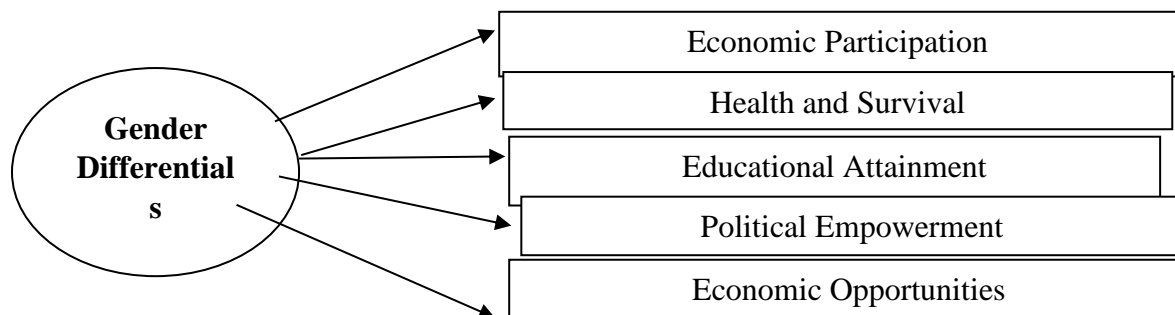 Gender
Differential
s
Economic Participation
Health and Survival
Educational Attainment
Political Empowerment
Economic Opportunities